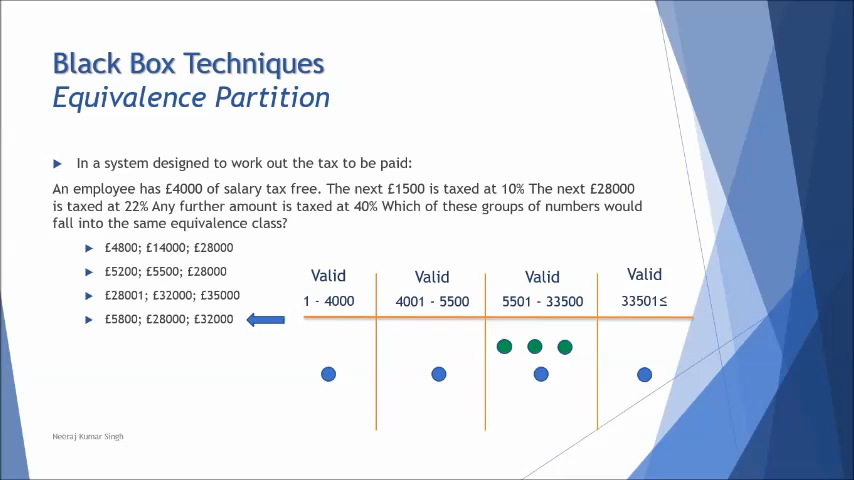 Black Box Techniques
Equivalence Partition
In a system designed to work out the tax to be paid:
An employee has £4000 of salary tax free. The next £1500 is taxed at 10% The next £28000
is taxed at 22% Any further amount is taxed at 40% Which of these groups of numbers would
fall into the same equivalence class?
£4800; £14000; £28000
£5200; £5500; £28000
£28001; £32000; £35000
£5800; £28000; £32000
Valid Valid Valid Valid
1 - 4000 4001 - 5500 5501 - 33500 33501≤
Neeraj Kumar Singh